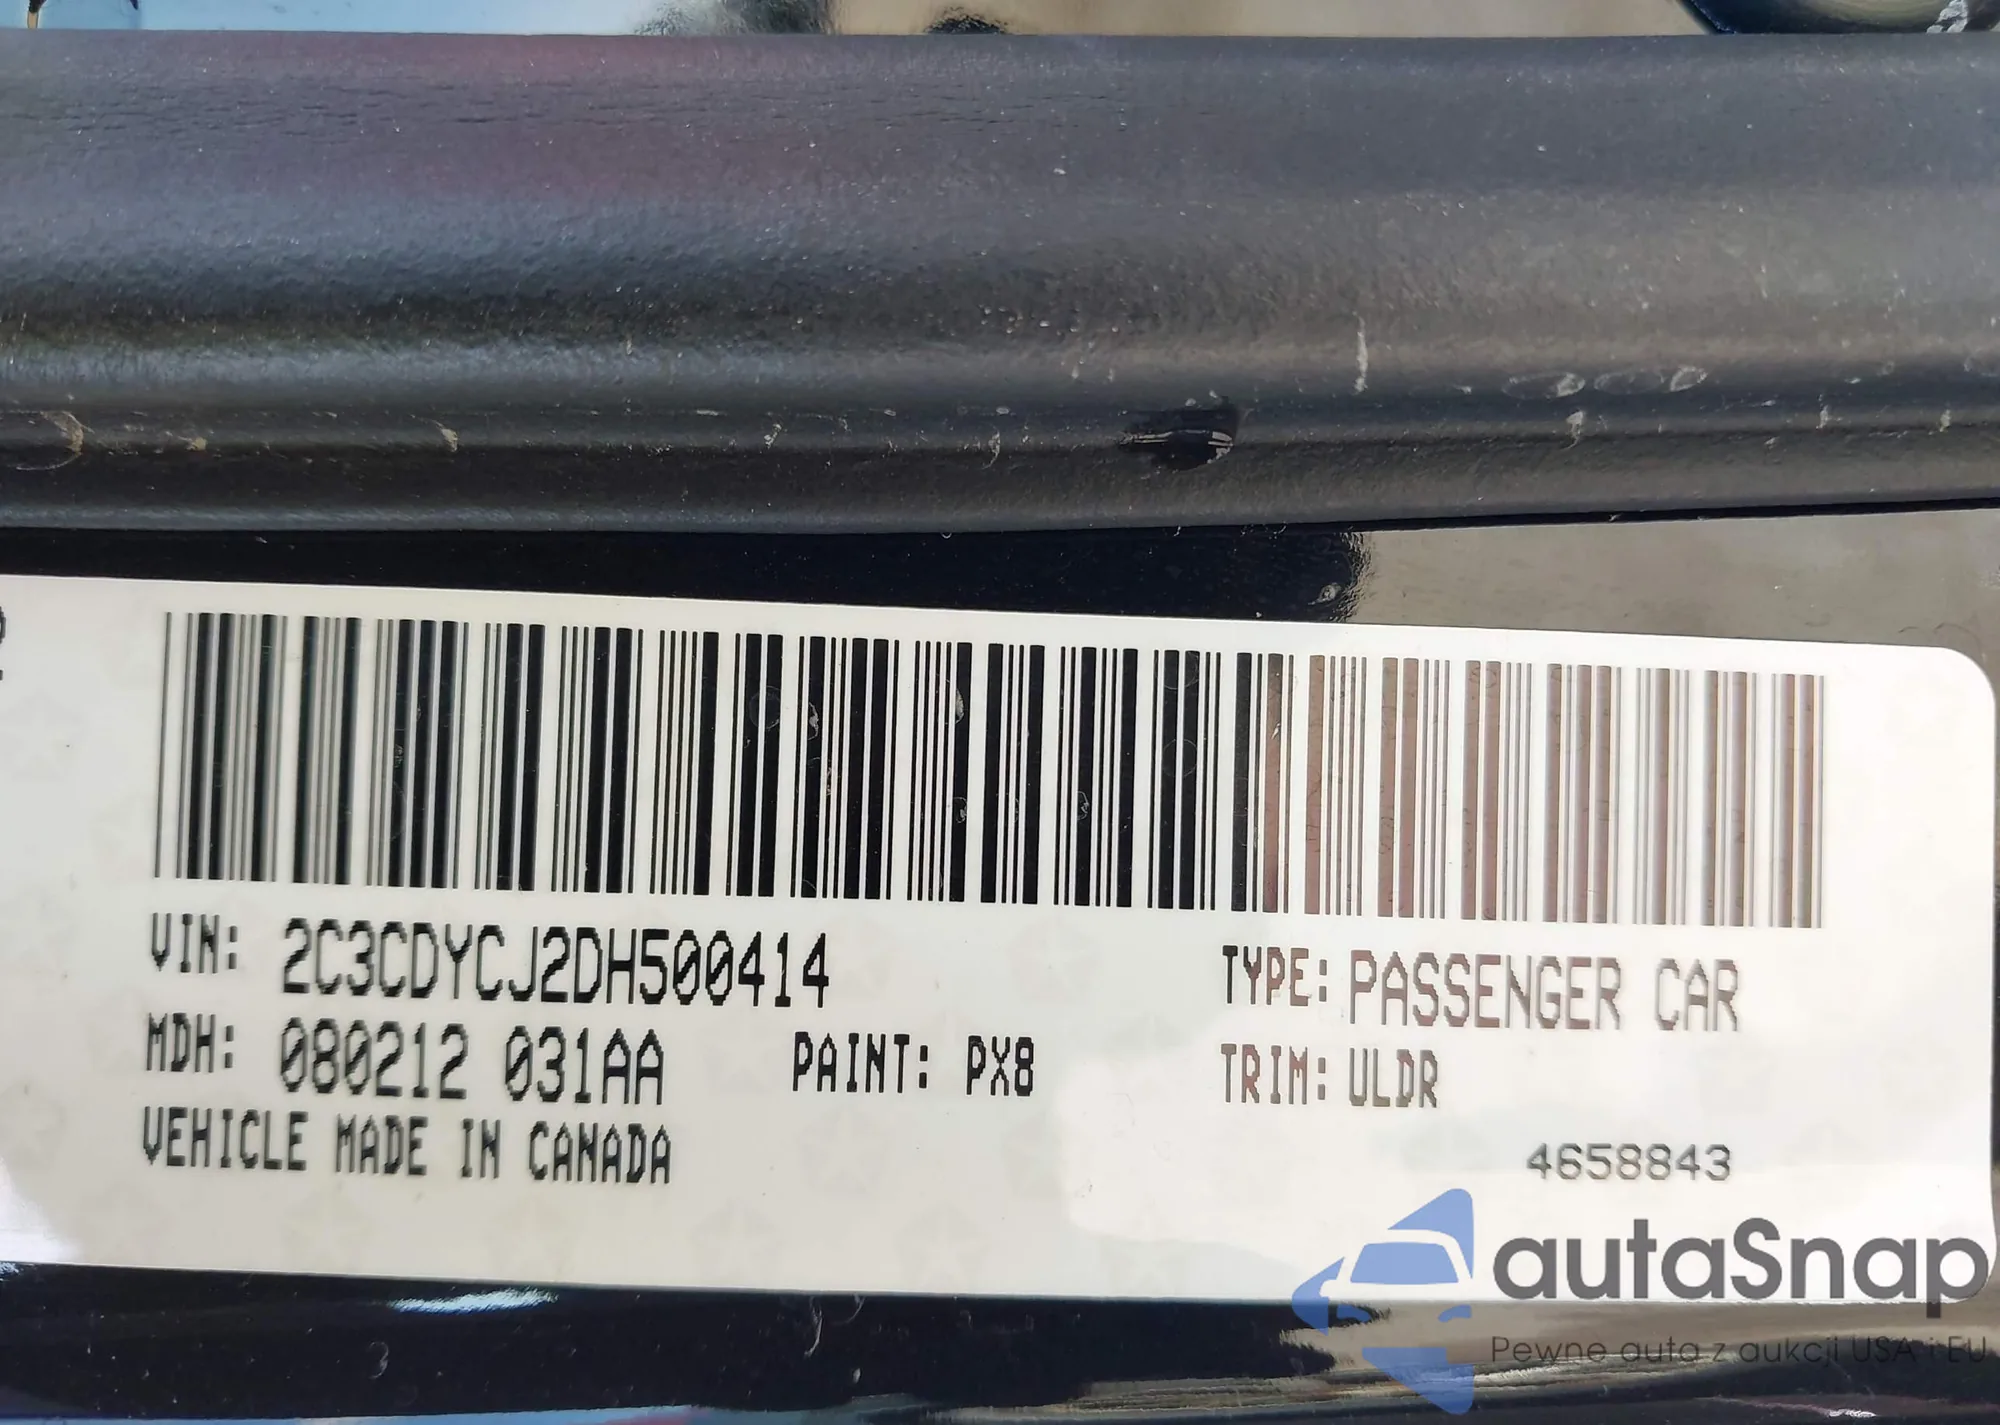 VIN: 2C3CDYCJ2DH500414 TYPE: PASSENGER CAR
MDH: 080212 031AA PAINT: PX8 TRIM: ULDR
VEHICLE MADE IN CANADA
4658843
autaSnap
Pewne auta z aukcji USA i EU